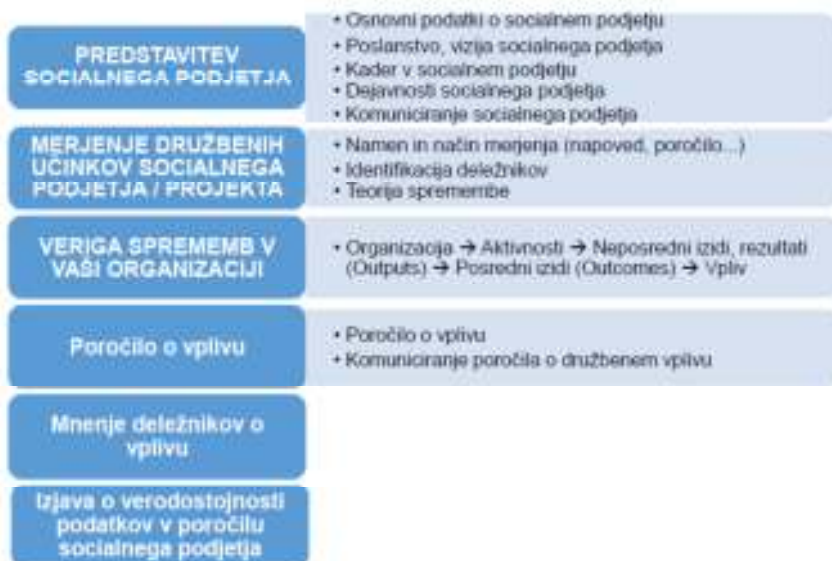 PREDSTAVITEV
SOCIALNEGA PODJETJA
• Osnovni podatki o socialnem podjetju
• Poslanstvo, vizija socialnega podjetja
• Kader v socialnem podjetju
• Dejavnosti socialnega podjetja
• Komuniciranje socialnega podjetja
MERJENJE DRUŽBENIH
UČINKOV SOCIALNEGA
PODJETJA / PROJEKTA
• Namen in način merjenja (napoved, poročilo...)
• Identifikacija deležnikov
• Teorija spremembe
VERIGA SPREMEMB V
VAŠI ORGANIZACIJI
• Organizacija → Aktivnosti → Neposredni izidi, rezultati
(Outputs) → Posredni izidi (Outcomes) → Vpliv
Poročilo o vplivu
• Poročilo o vplivu
• Komuniciranje poročila o družbenem vplivu
Mnenje deležnikov o
vplivu
Izjava o verodostojnosti
podatkov v poročilu
socialnega podjetja